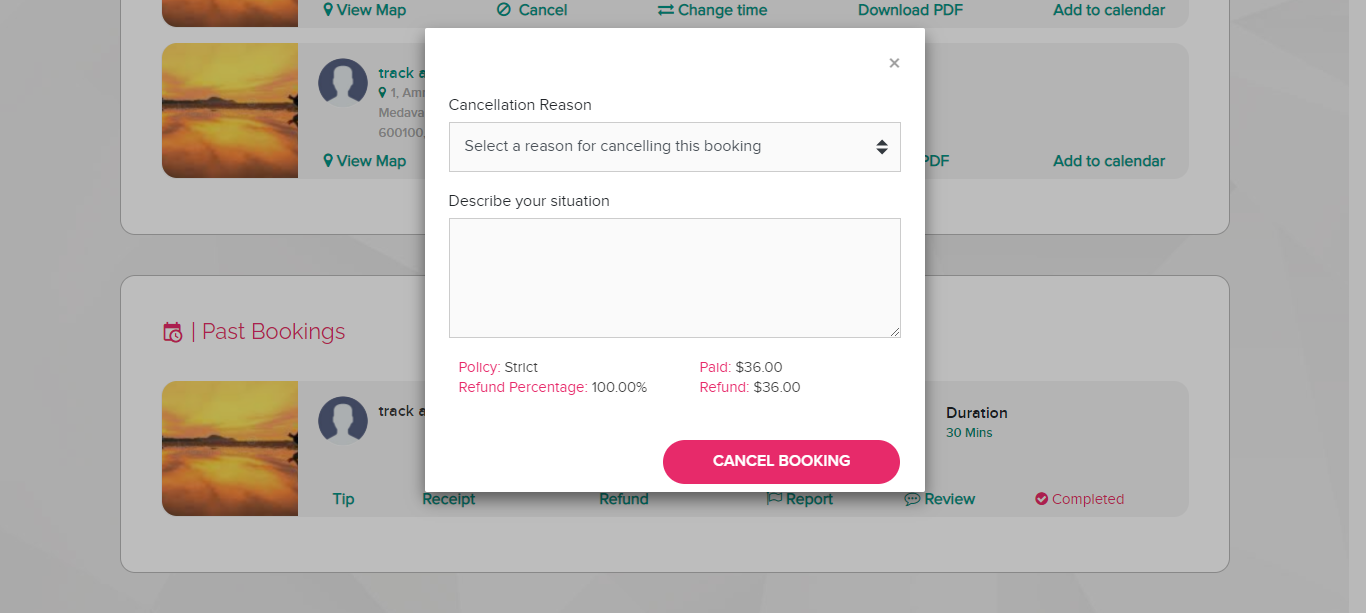 View Map Cancel Change time Download PDF Add to calendar
track a
1, Am
Medava
600100,
View Map PDF Add to calendar
×
Cancellation Reason
Select a reason for cancelling this booking
Describe your situation
Policy: Strict Paid: $36.00
Refund Percentage: 100.00% Refund: $36.00
CANCEL BOOKING
| Past Bookings
track a
Duration
30 Mins
Tip Receipt Refund Report Review Completed